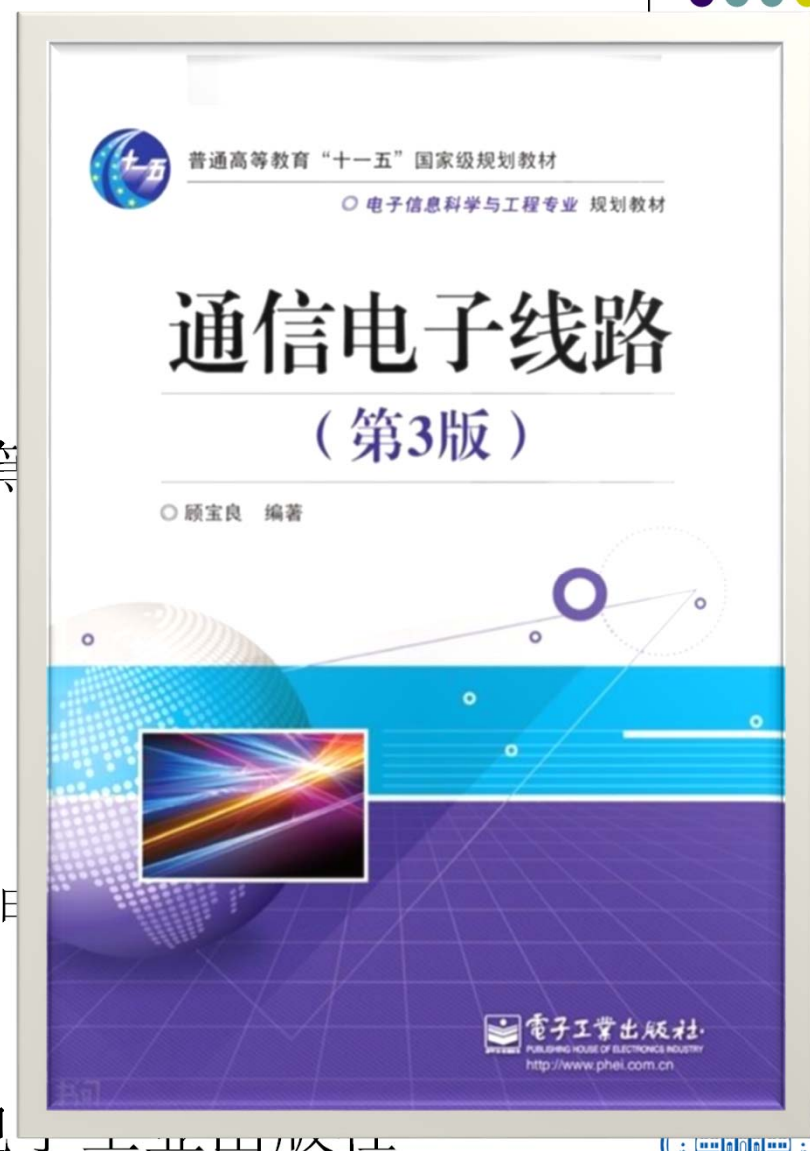 十一五
普通高等教育“十一五”国家级规划教材
电子信息科学与工程专业 规划教材
通信电子线路
（第3版）
顾宝良 编著
電子工業出版社·
PUBLISHING HOUSE OF ELECTRONICS INDUSTRY
http://www.phei.com.cn